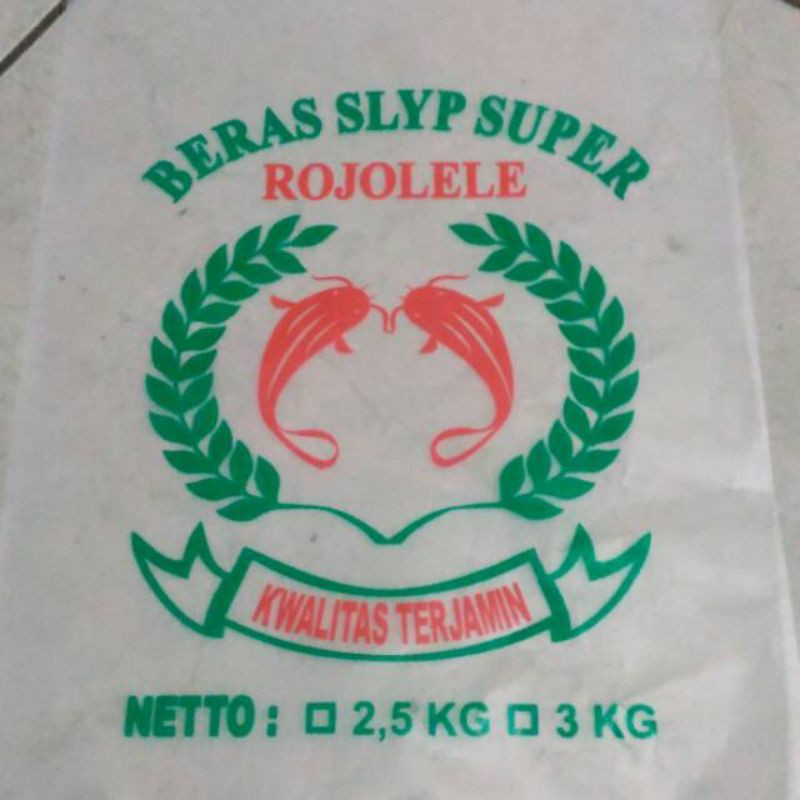 BERAS SLYP SUPER
ROJOLELE
KWALITAS TERJAMIN
NETTO : □ 2,5 KG □ 3 KG